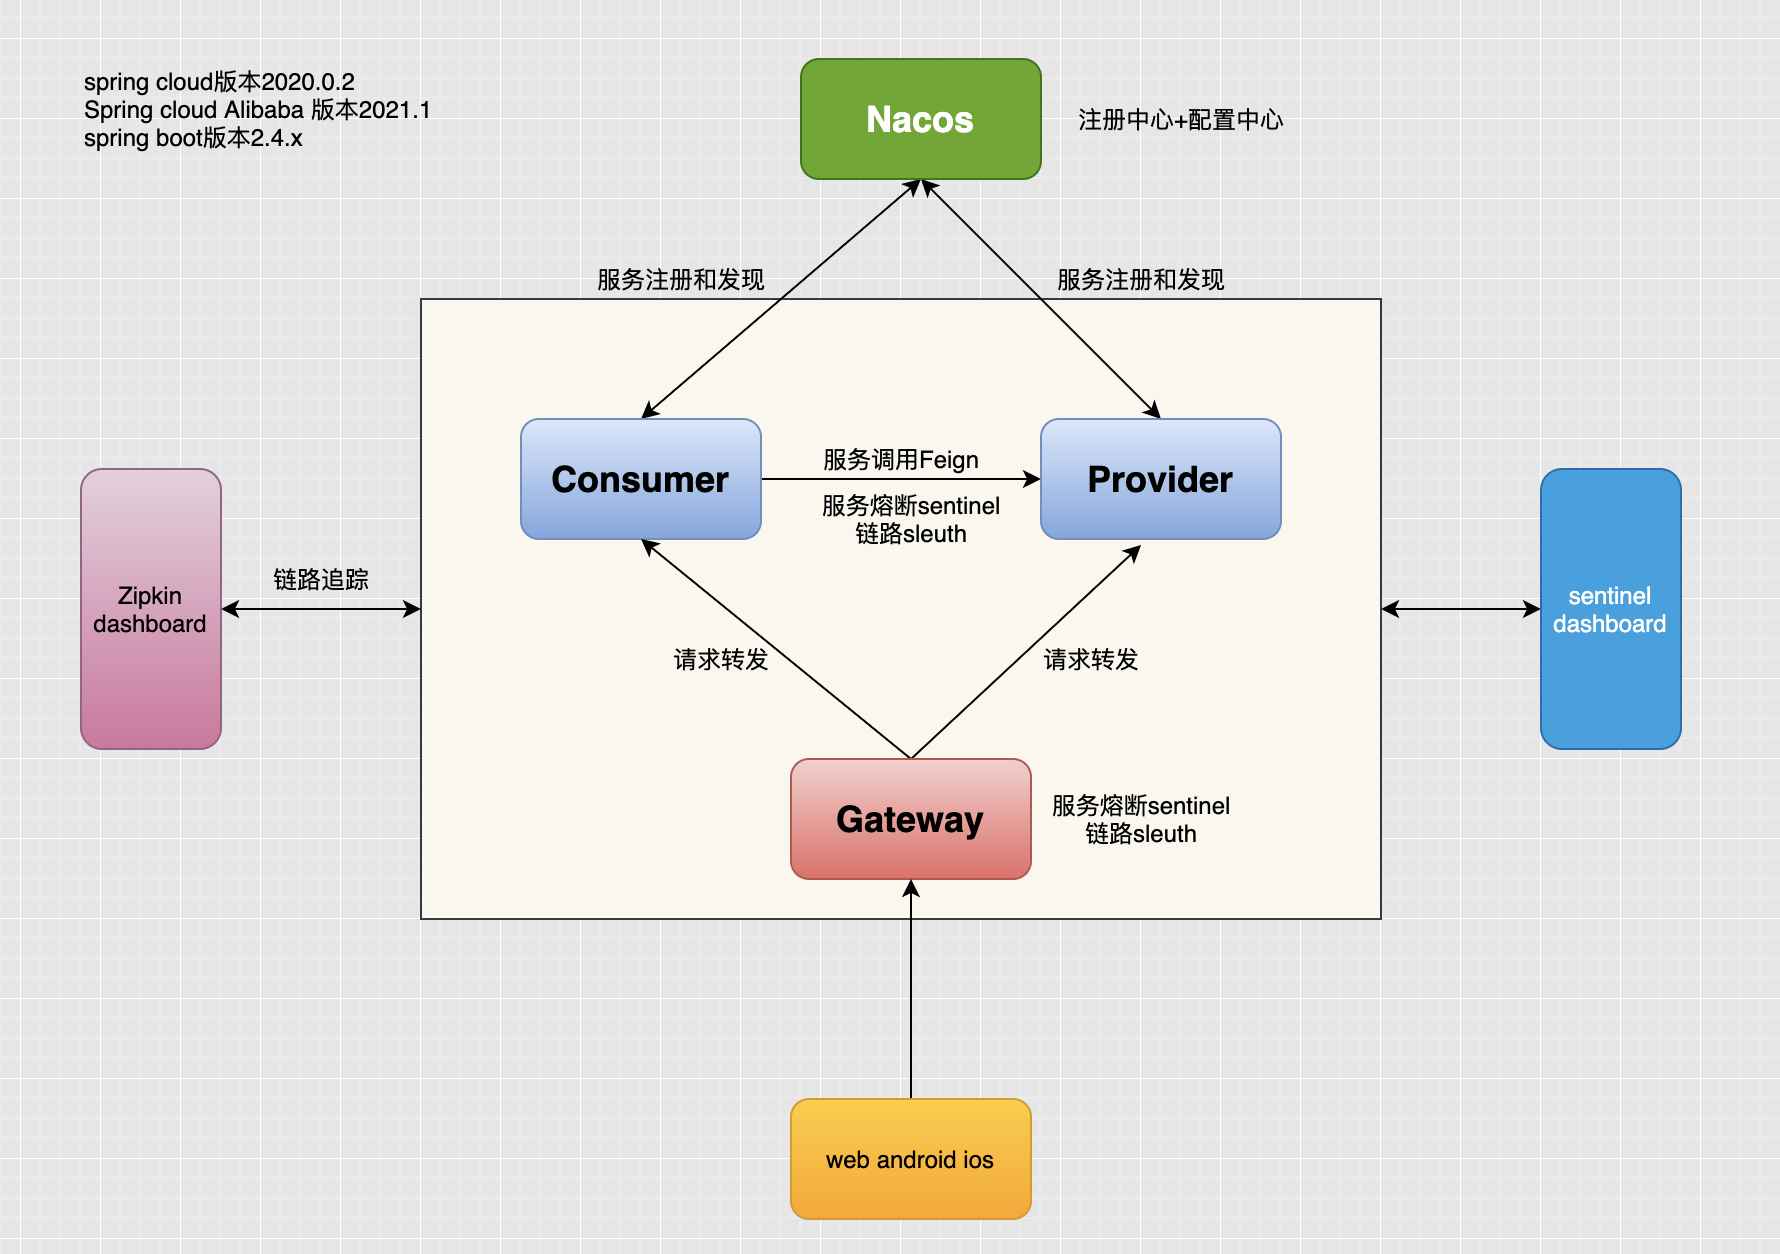 spring cloud版本2020.0.2
Spring cloud Alibaba 版本2021.1
spring boot版本2.4.x
Nacos
注册中心+配置中心
服务注册和发现
服务注册和发现
Consumer
服务调用Feign
服务熔断sentinel
链路sleuth
Provider
Zipkin
dashboard
链路追踪
sentinel
dashboard
请求转发
请求转发
Gateway
服务熔断sentinel
链路sleuth
web android ios